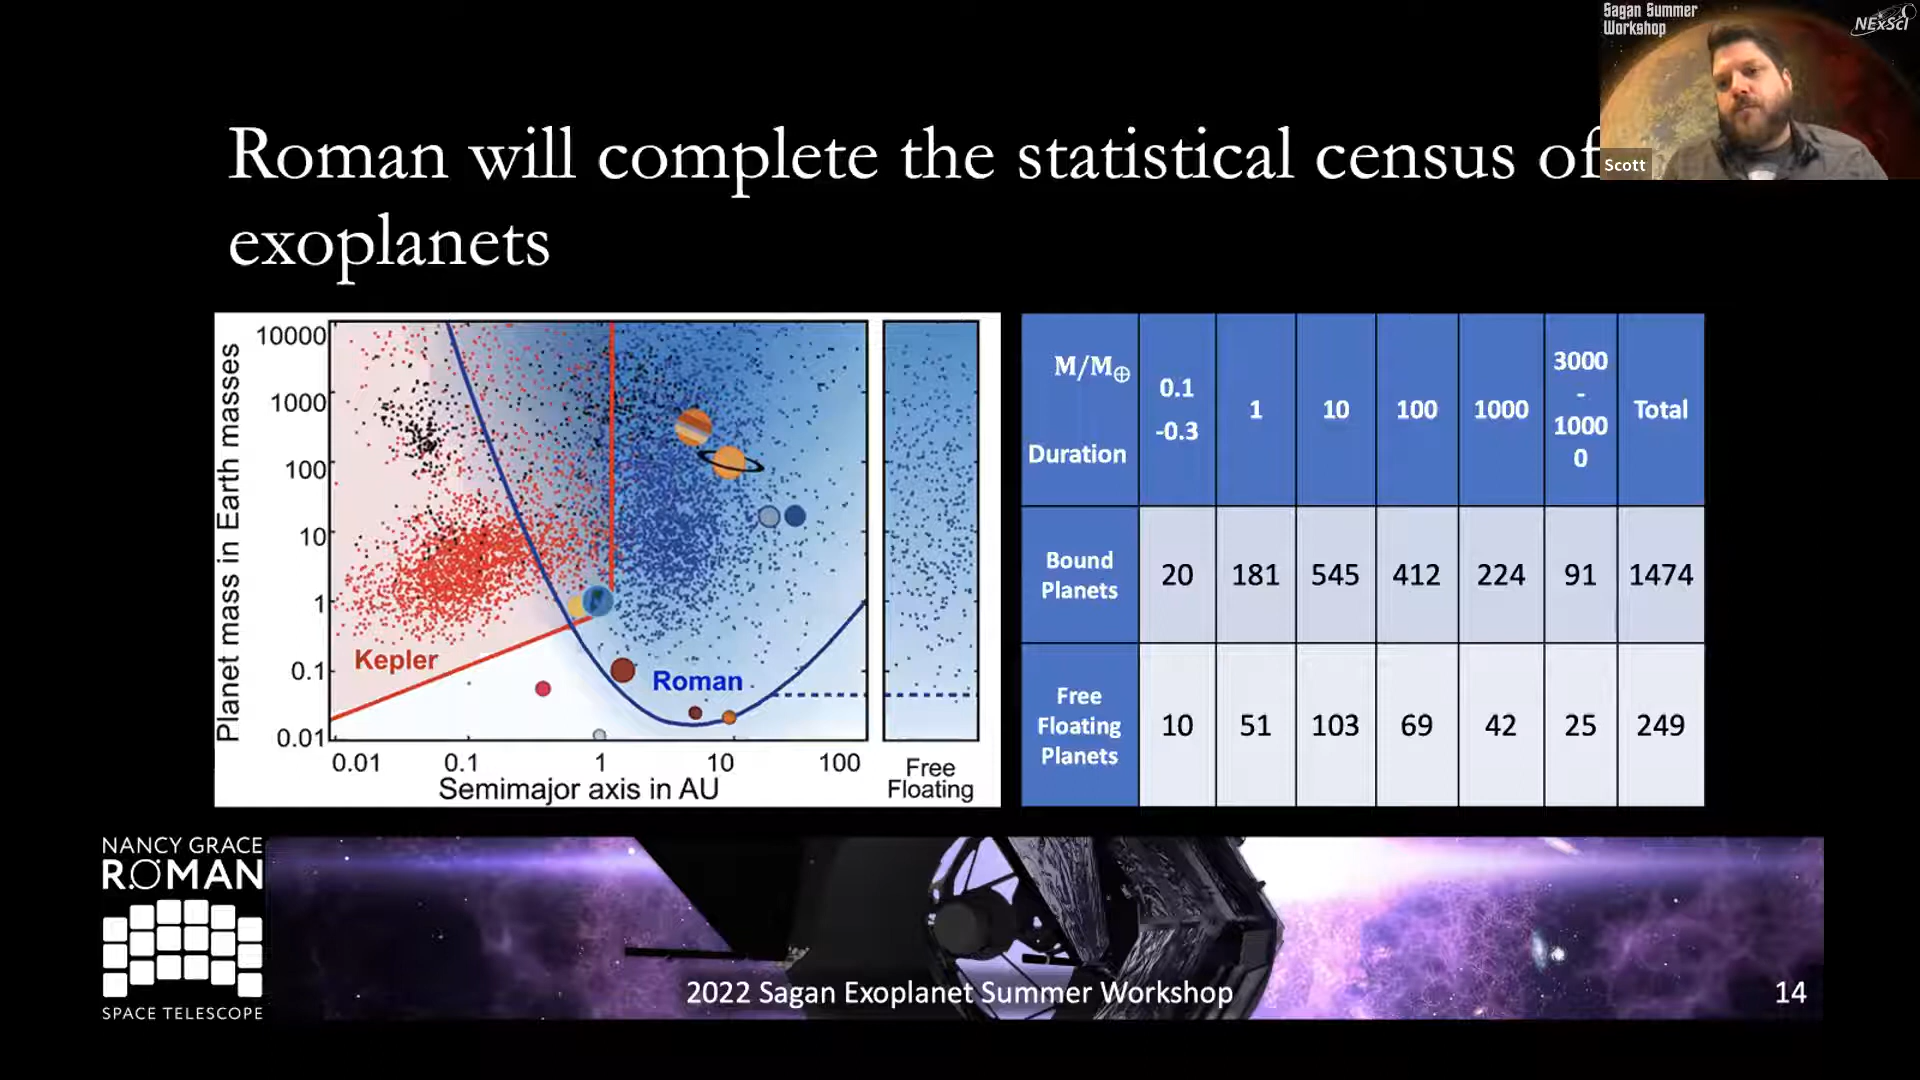 Sagan Summer
Workshop
NExScI
Scott
Roman will complete the statistical census of
exoplanets
Planet mass in Earth masses
10000
1000
100
10
1
0.1
0.01
Kepler
Roman
0.01 0.1 1 10 100
Semimajor axis in AU
Free
Floating
M/M⊕
Duration
0.1
-0.3
1
10
100
1000
3000
-
1000
0
Total
Bound
Planets
20 181 545 412 224 91 1474
Free
Floating
Planets
10 51 103 69 42 25 249
NANCY GRACE
ROMAN
SPACE TELESCOPE
2022 Sagan Exoplanet Summer Workshop
14